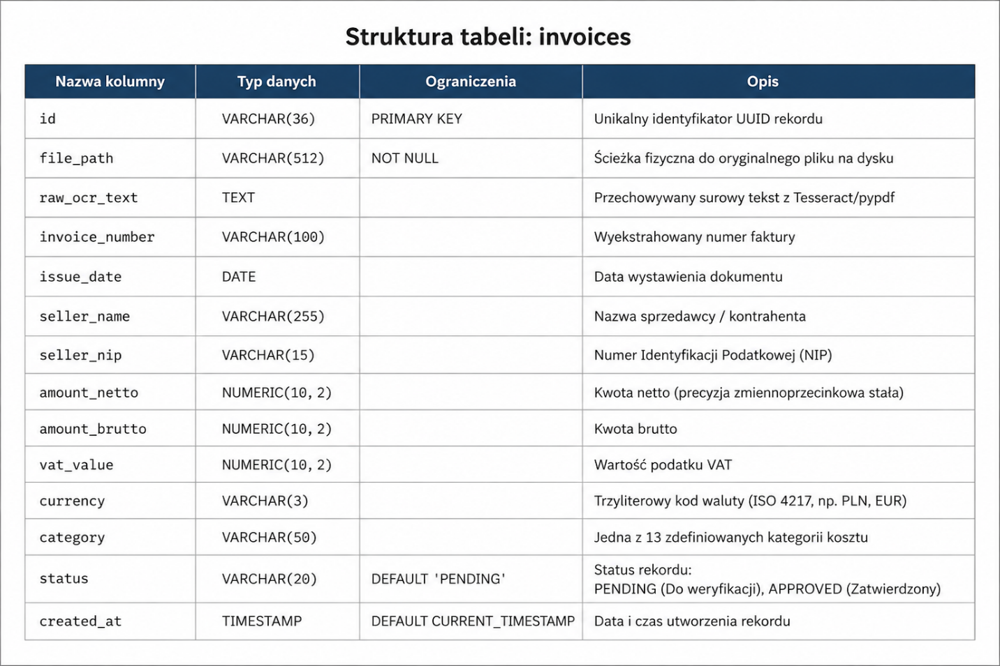 Struktura tabeli: invoices
Nazwa kolumny Typ danych Ograniczenia Opis
id VARCHAR(36) PRIMARY KEY Unikalny identyfikator UUID rekordu
file_path VARCHAR(512) NOT NULL Ścieżka fizyczna do oryginalnego pliku na dysku
raw_ocr_text TEXT Przechowywany surowy tekst z Tesseract/pypdf
invoice_number VARCHAR(100) Wyekstrahowany numer faktury
issue_date DATE Data wystawienia dokumentu
seller_name VARCHAR(255) Nazwa sprzedawcy / kontrahenta
seller_nip VARCHAR(15) Numer Identyfikacji Podatkowej (NIP)
amount_netto NUMERIC(10, 2) Kwota netto (precyzja zmiennoprzecinkowa stała)
amount_brutto NUMERIC(10, 2) Kwota brutto
vat_value NUMERIC(10, 2) Wartość podatku VAT
currency VARCHAR(3) Trzyliterowy kod waluty (ISO 4217, np. PLN, EUR)
category VARCHAR(50) Jedna z 13 zdefiniowanych kategorii kosztu
status VARCHAR(20) DEFAULT 'PENDING' Status rekordu:
PENDING (Do weryfikacji), APPROVED (Zatwierdzony)
created_at TIMESTAMP DEFAULT CURRENT_TIMESTAMP Data i czas utworzenia rekordu